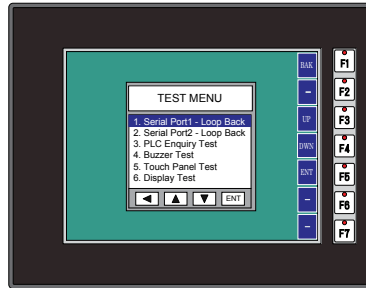 TEST MENU
1. Serial Port1 - Loop Back
2. Serial Port2 - Loop Back
3. PLC Enquiry Test
4. Buzzer Test
5. Touch Panel Test
6. Display Test
ENT
BAK
–
UP
DWN
ENT
–
–
F1
F2
F3
F4
F5
F6
F7